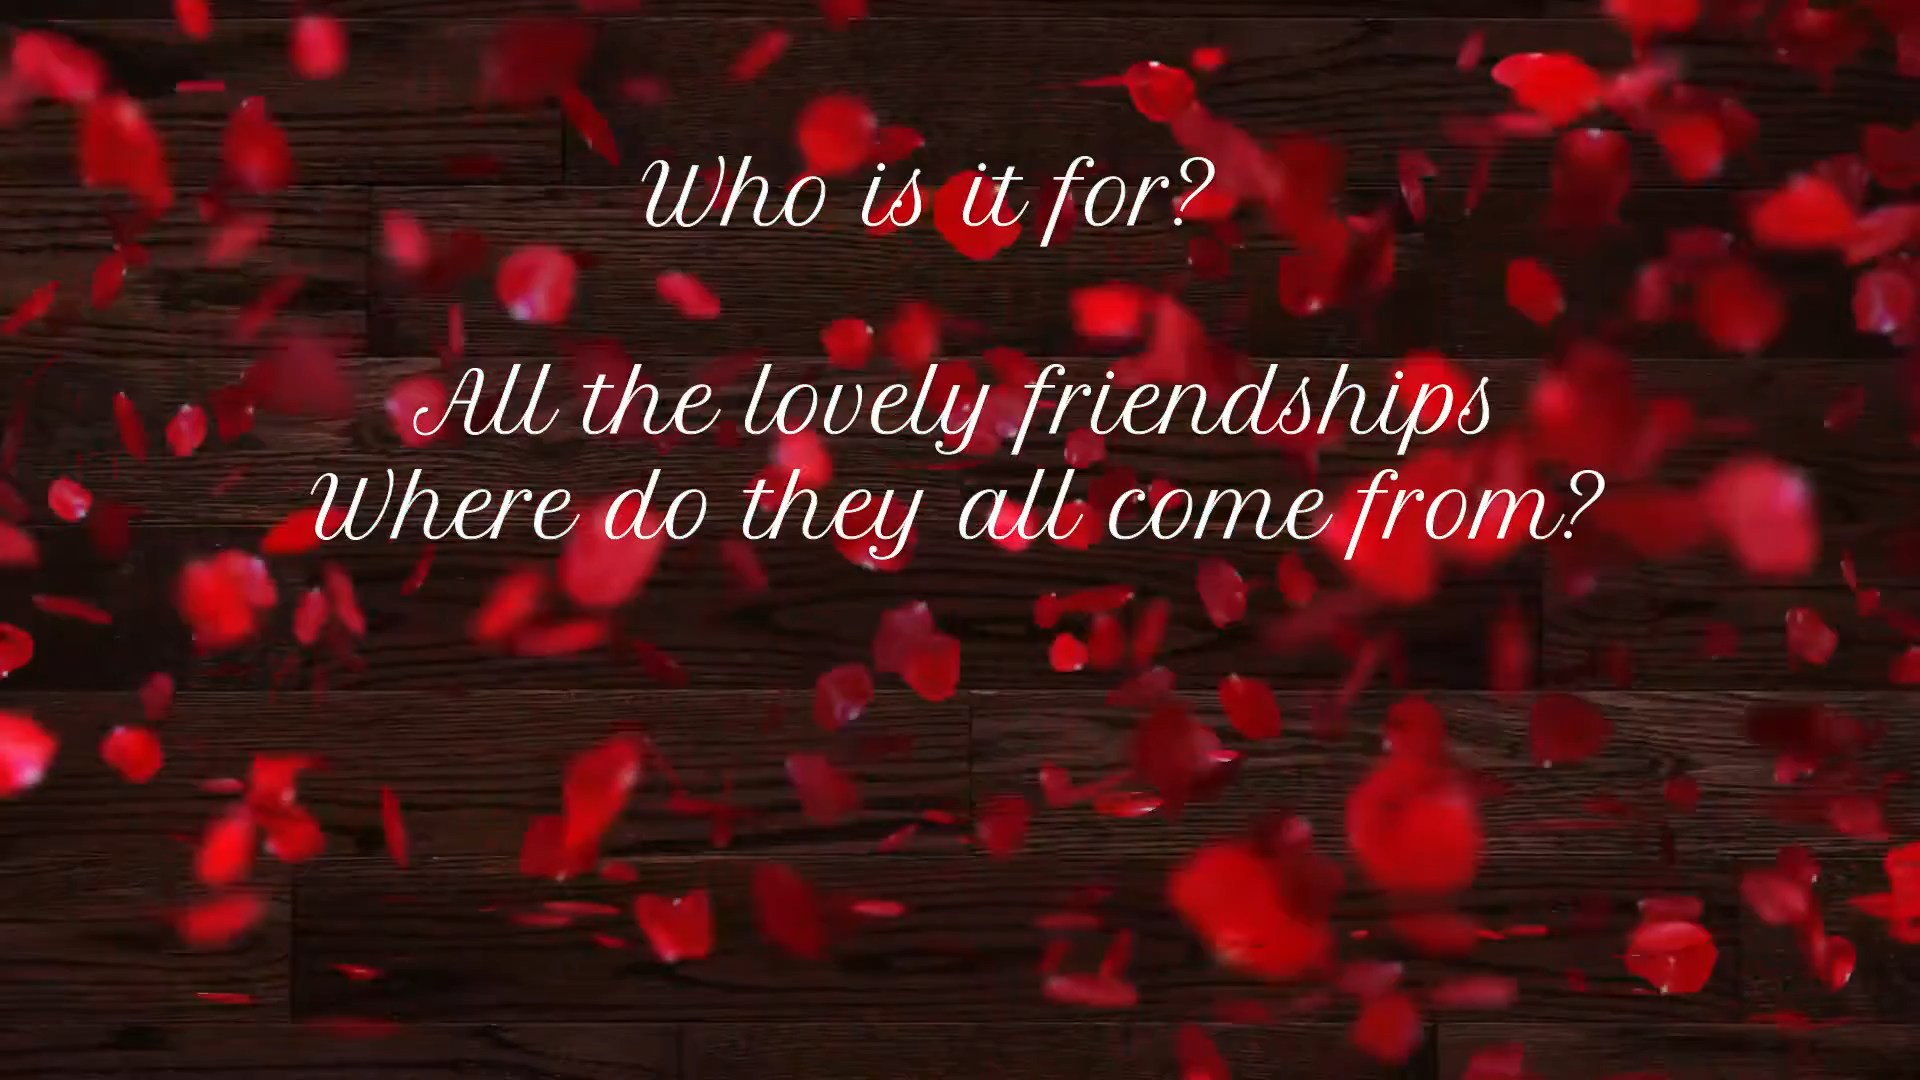 Who is it for?
All the lovely friendships
Where do they all come from?